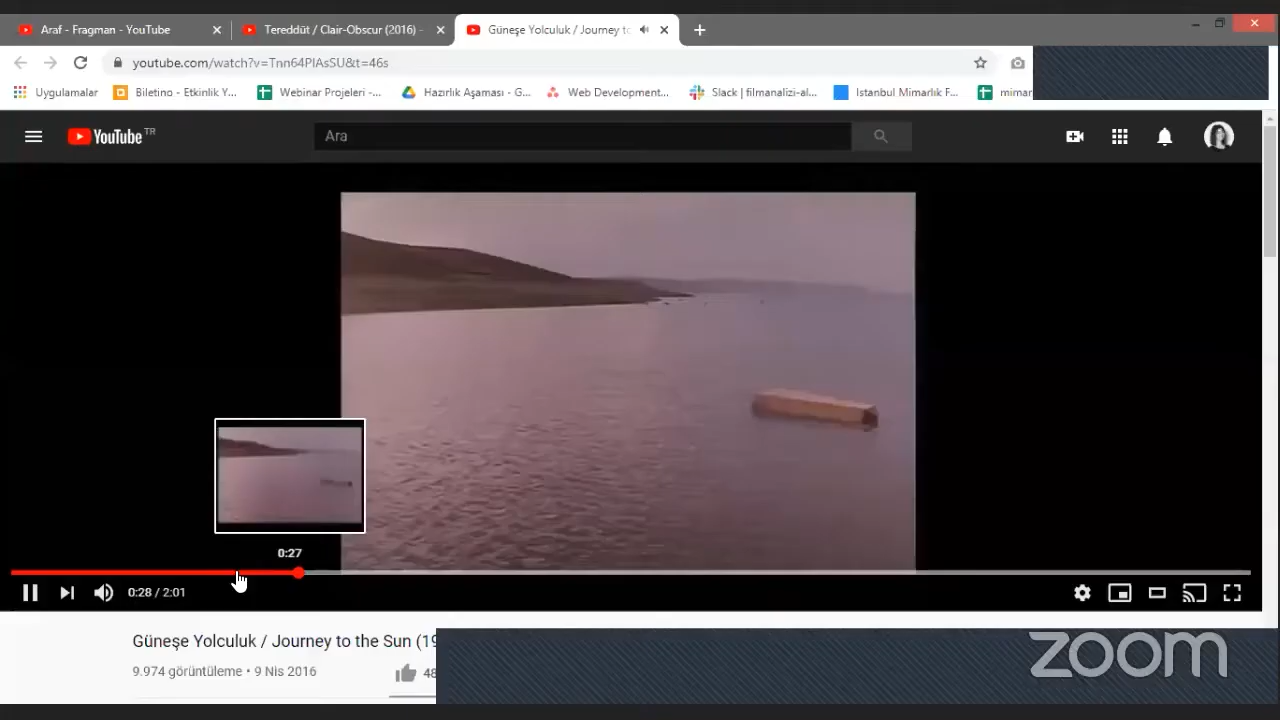 Araf - Fragman - YouTube
Tereddüt / Clair-Obscur (2016) -
Güneşe Yolculuk / Journey to
youtube.com/watch?v=Tnn64PlAsSU&t=46s
Uygulamalar
Biletino - Etkinlik Y...
Webinar Projeleri -...
Hazırlık Aşaması - G...
Web Development...
Slack | filmanalizi-al...
Istanbul Mimarlık F...
mimar
YouTube TR
Ara
0:27
0:28 / 2:01
Güneşe Yolculuk / Journey to the Sun (19
9.974 görüntüleme • 9 Nis 2016
48
zoom